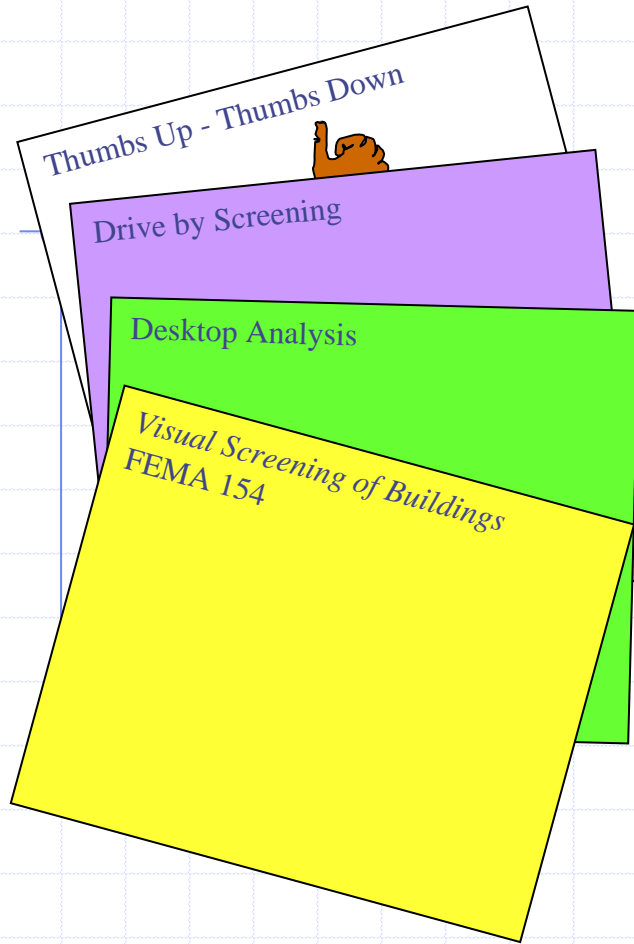 Thumbs Up - Thumbs Down
Drive by Screening
Desktop Analysis
Visual Screening of Buildings
FEMA 154